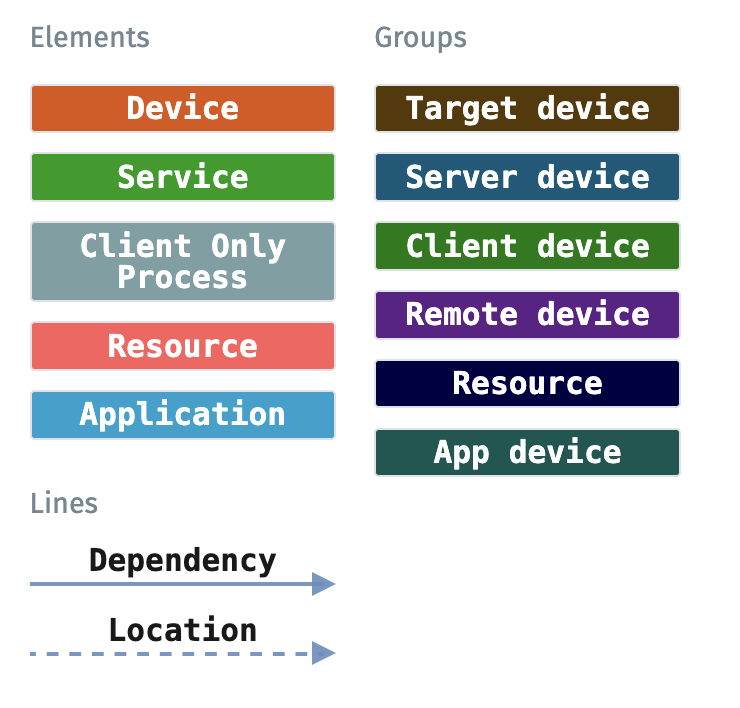 Elements
Device
Service
Client Only
Process
Resource
Application
Groups
Target device
Server device
Client device
Remote device
Resource
App device
Lines
Dependency
Location